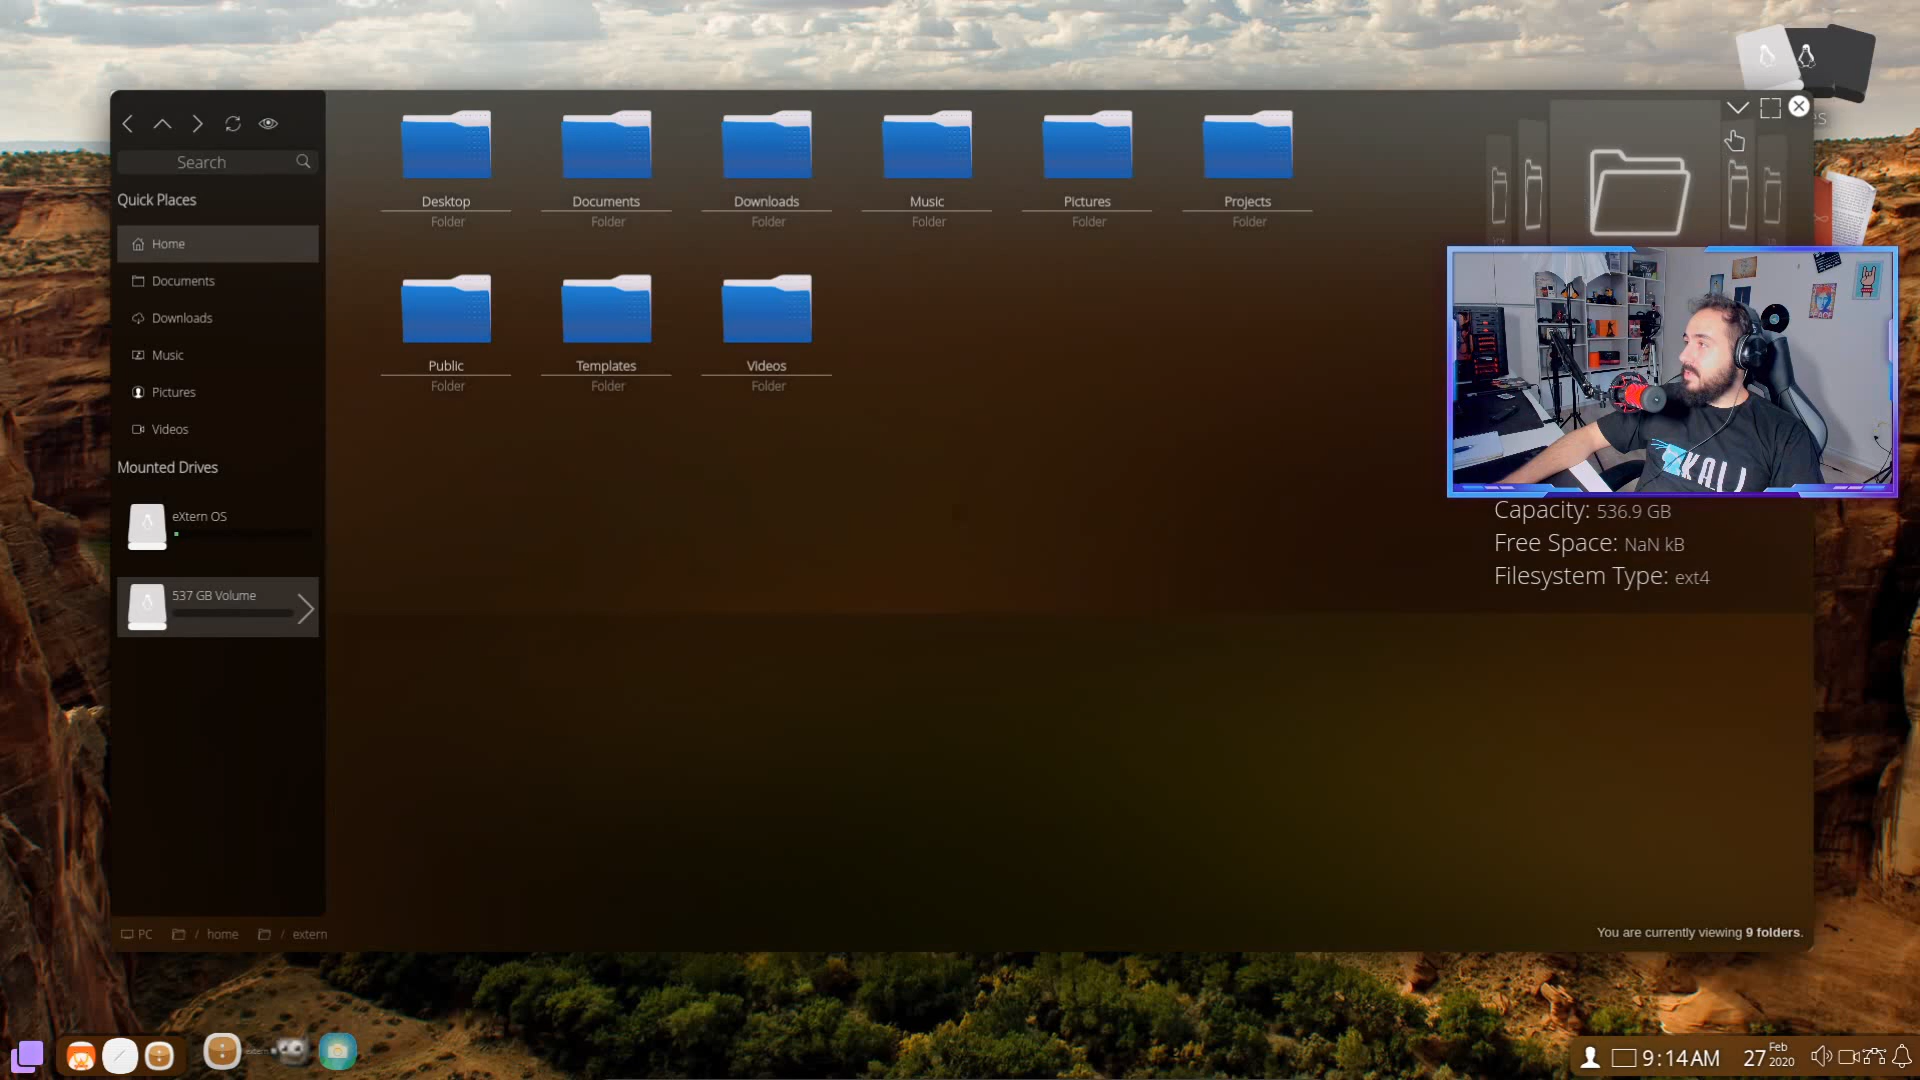 Search
Quick Places
Home
Documents
Downloads
Music
Pictures
Videos
Mounted Drives
eXtern OS
537 GB Volume
Desktop
Folder
Documents
Folder
Downloads
Folder
Music
Folder
Pictures
Folder
Projects
Folder
Public
Folder
Templates
Folder
Videos
Folder
KALI
Capacity: 536.9 GB
Free Space: NaN kB
Filesystem Type: ext4
PC / home / extern
You are currently viewing 9 folders.
9:14AM
27 Feb 2020